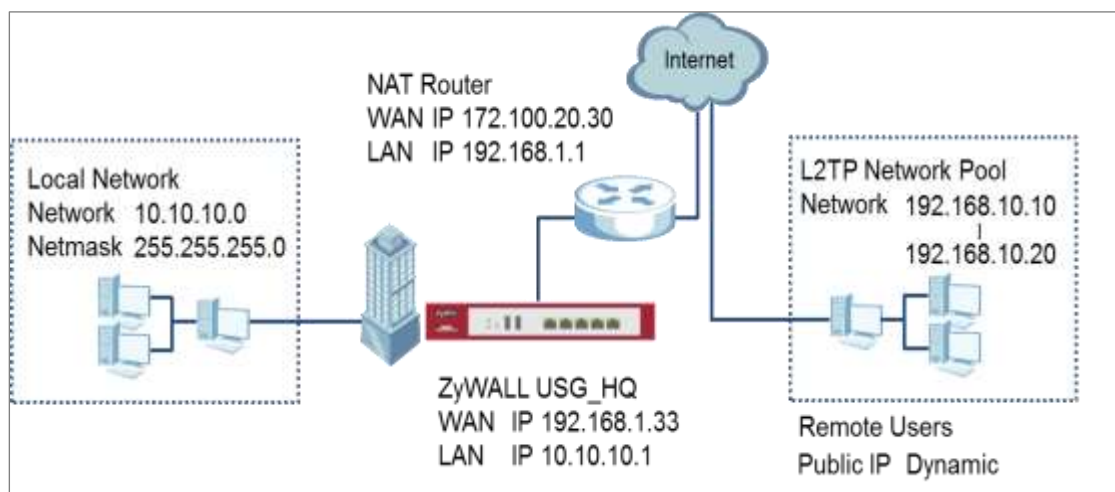 Internet
NAT Router
WAN IP 172.100.20.30
LAN IP 192.168.1.1
Local Network
Network 10.10.10.0
Netmask 255.255.255.0
L2TP Network Pool
Network 192.168.10.10
|
192.168.10.20
ZyWALL USG_HQ
WAN IP 192.168.1.33
LAN IP 10.10.10.1
Remote Users
Public IP Dynamic